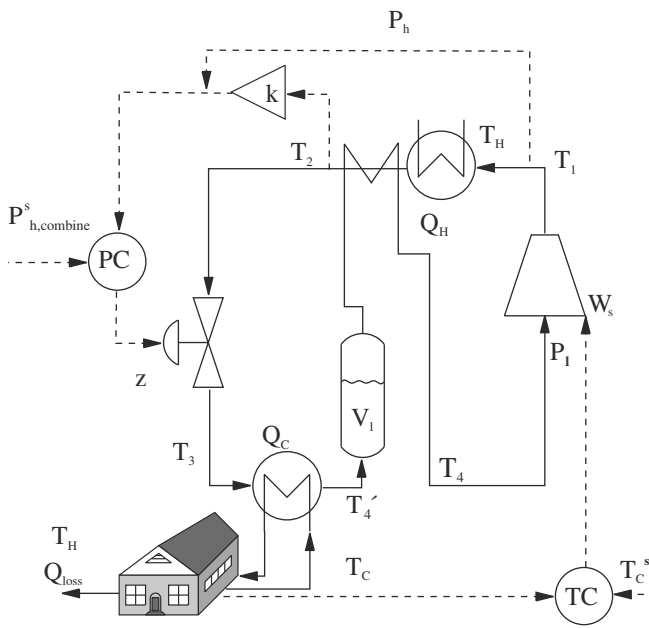 P_h
k
T_H
T_1
T_2
P^s_h,combine
Q_H
PC
W_s
P_l
z
V_l
Q_C
T_3
T_4
T_4´
T_H
T_C
T_C^s
Q_loss
TC